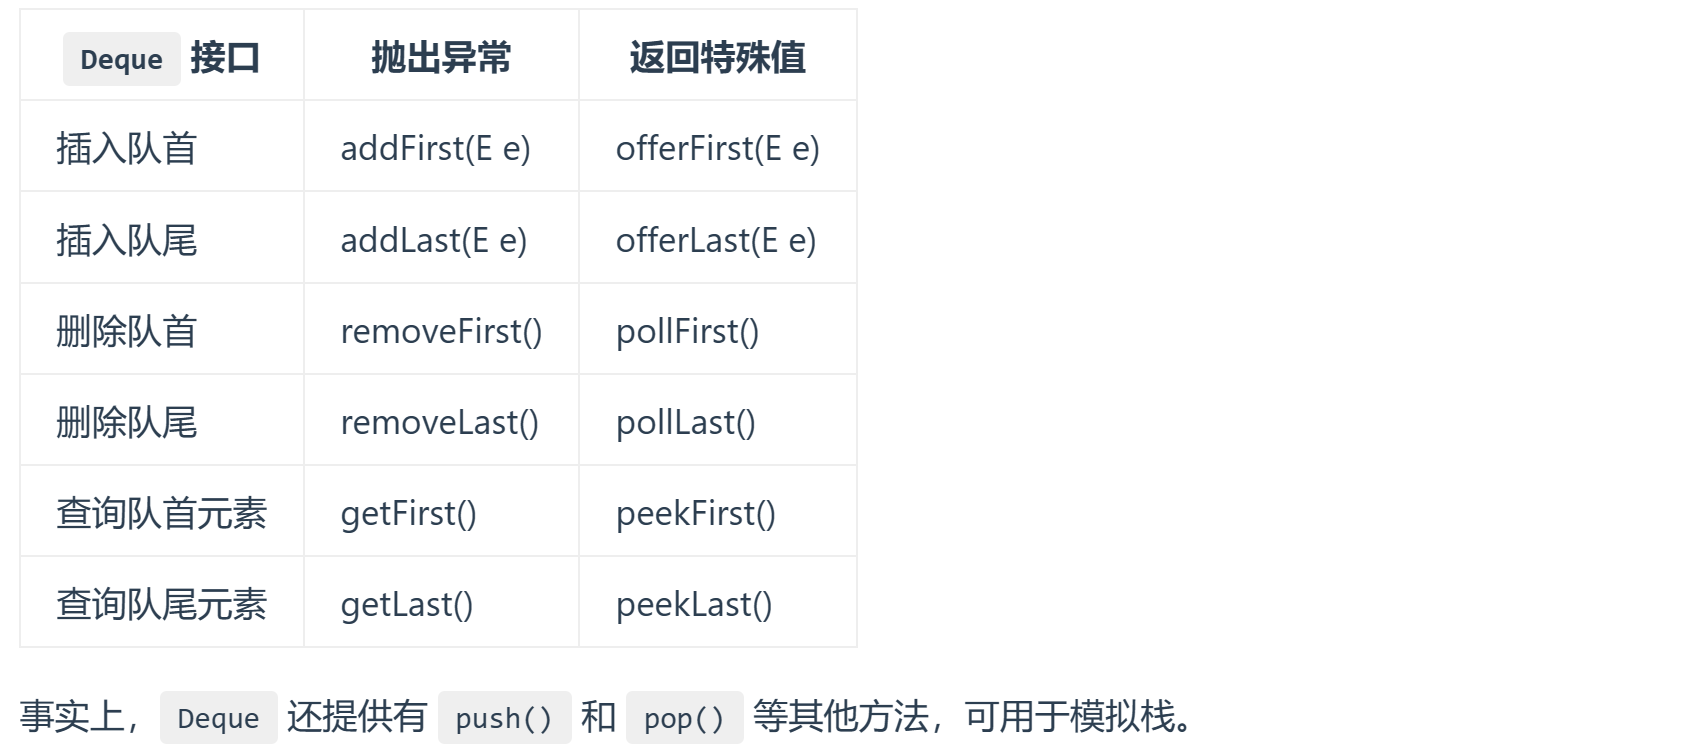 Deque 接口 抛出异常 返回特殊值
插入队首 addFirst(E e) offerFirst(E e)
插入队尾 addLast(E e) offerLast(E e)
删除队首 removeFirst() pollFirst()
删除队尾 removeLast() pollLast()
查询队首元素 getFirst() peekFirst()
查询队尾元素 getLast() peekLast()
事实上，Deque 还提供有 push() 和 pop() 等其他方法，可用于模拟栈。